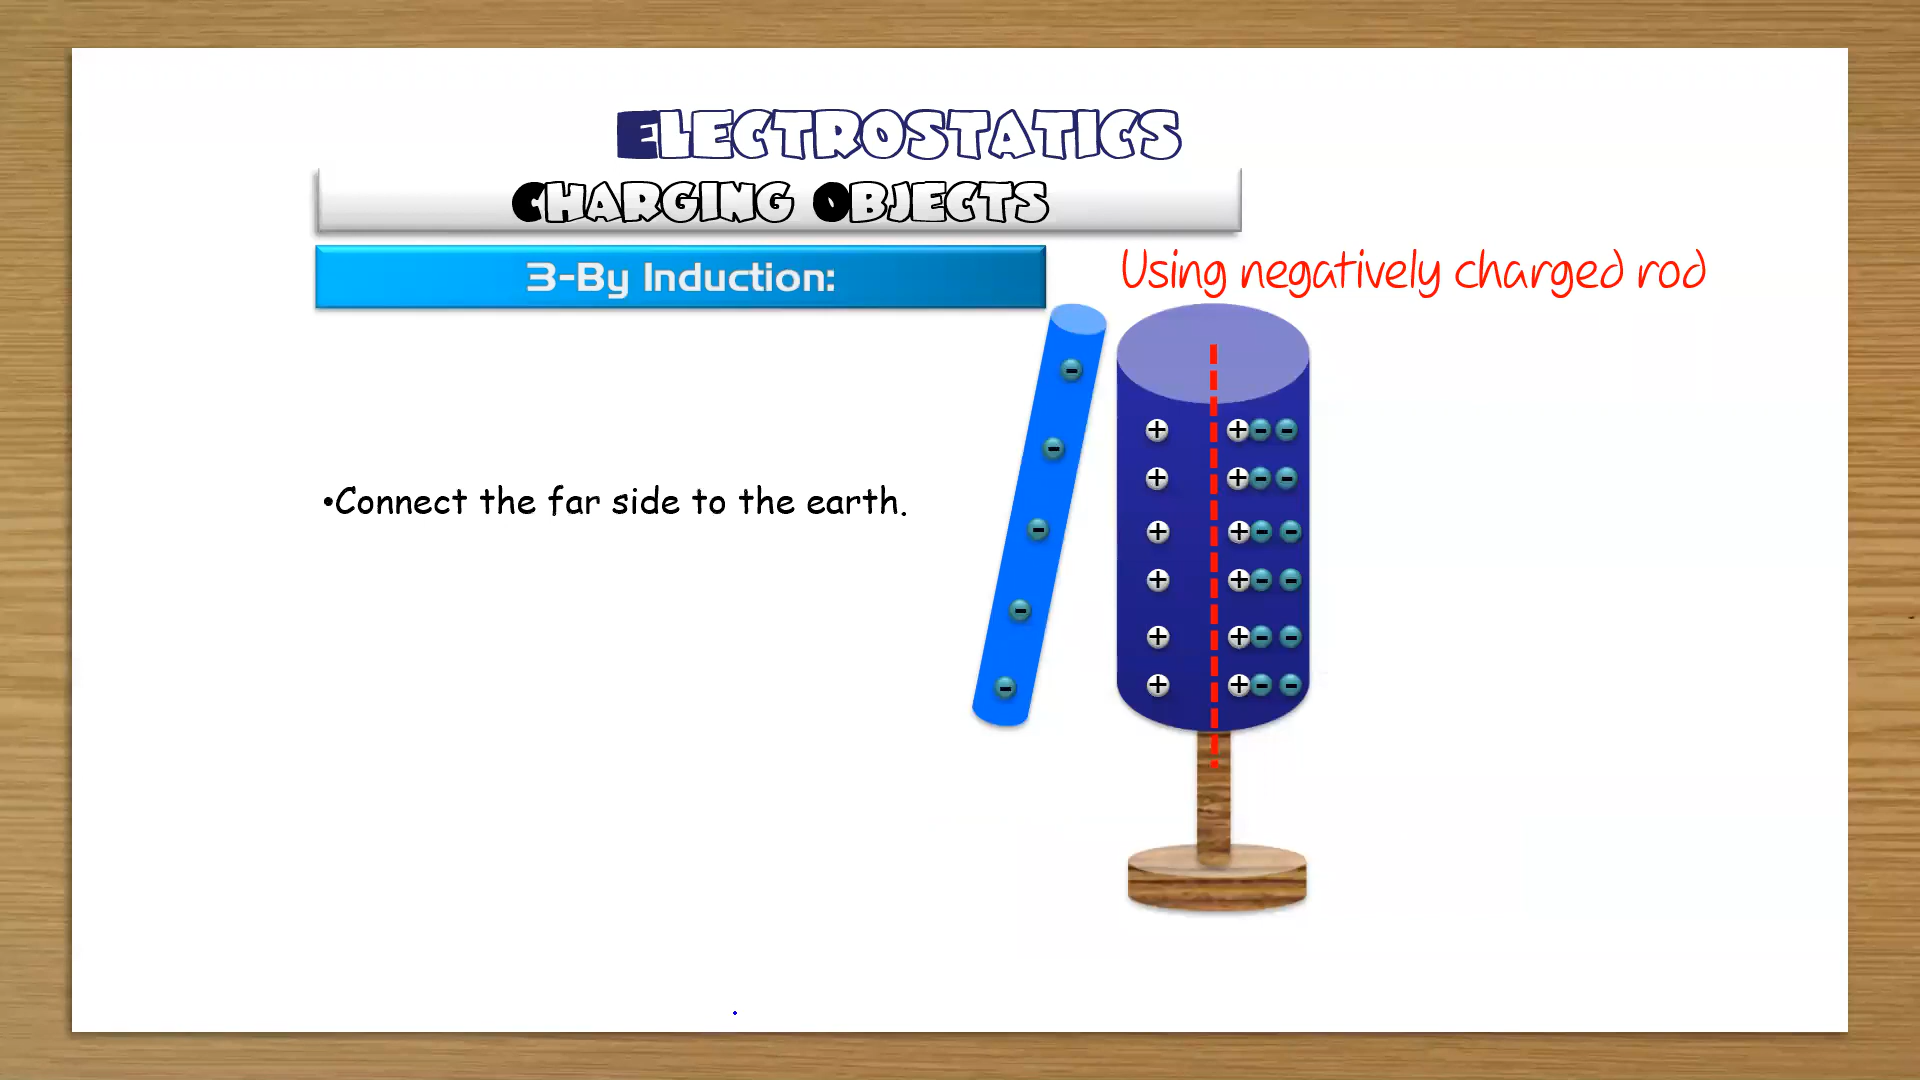 Electrostatics
Charging Objects
3-By Induction:
Using negatively charged rod
•Connect the far side to the earth.
-
-
-
-
-
+ + - -
+ + - -
+ + - -
+ + - -
+ + - -
+ + - -